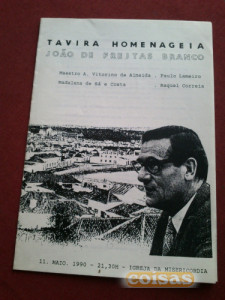 TAVIRA HOMENAGEIA
JOÃO DE FREITAS BRANCO
Maestro A. Vitorino de Almeida . Paulo Lameiro
Madalena de Sá e Costa . Raquel Correia
11. MAIO. 1990 - 21,30H - IGREJA DA MISERICÓRDIA
coisas